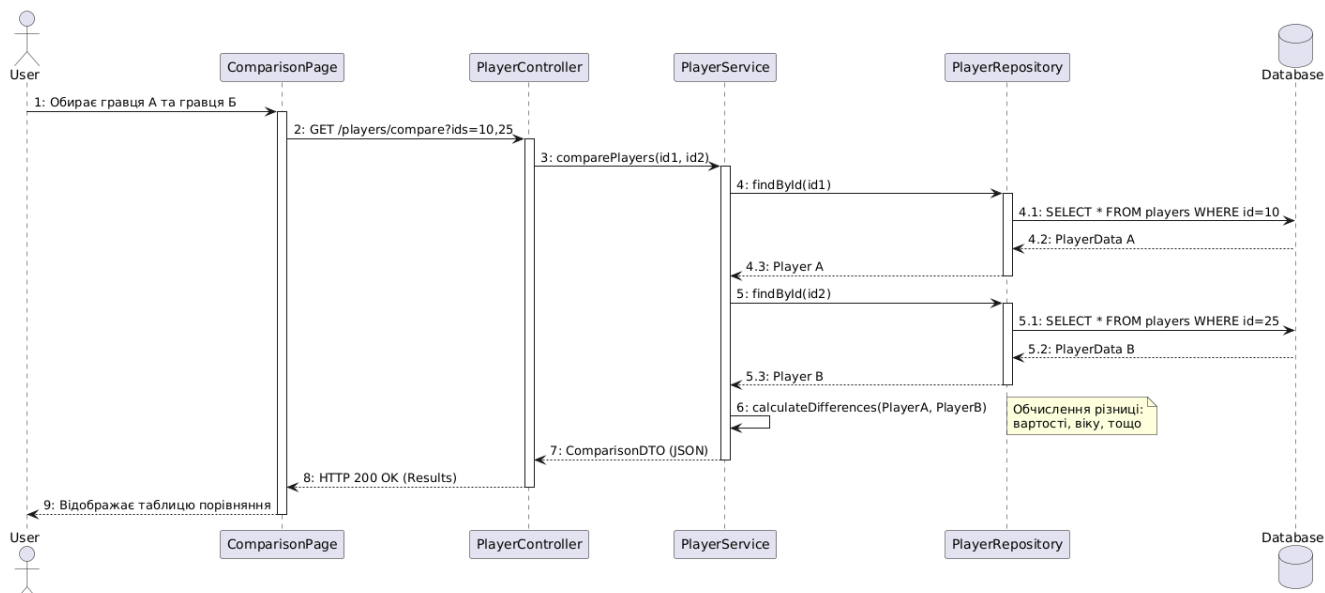 User
ComparisonPage
PlayerController
PlayerService
PlayerRepository
Database
1: Обирає гравця А та гравця Б
2: GET /players/compare?ids=10,25
3: comparePlayers(id1, id2)
4: findById(id1)
4.1: SELECT * FROM players WHERE id=10
4.2: PlayerData A
4.3: Player A
5: findById(id2)
5.1: SELECT * FROM players WHERE id=25
5.2: PlayerData B
5.3: Player B
6: calculateDifferences(PlayerA, PlayerB)
Обчислення різниці:
вартості, віку, тощо
7: ComparisonDTO (JSON)
8: HTTP 200 OK (Results)
9: Відображає таблицю порівняння
User
ComparisonPage
PlayerController
PlayerService
PlayerRepository
Database